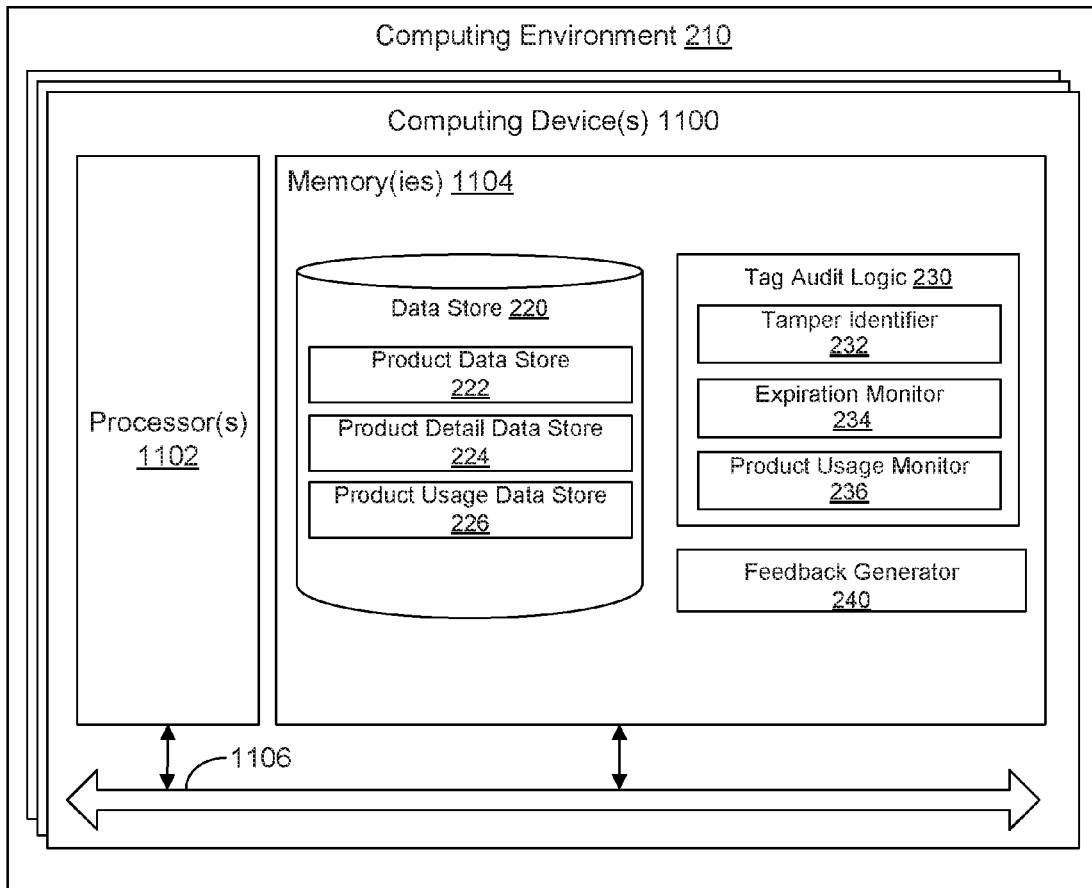 Computing Environment 210
Computing Device(s) 1100
Processor(s)
1102
Memory(ies) 1104
Data Store 220
Product Data Store
222
Product Detail Data Store
224
Product Usage Data Store
226
Tag Audit Logic 230
Tamper Identifier
232
Expiration Monitor
234
Product Usage Monitor
236
Feedback Generator
240
1106